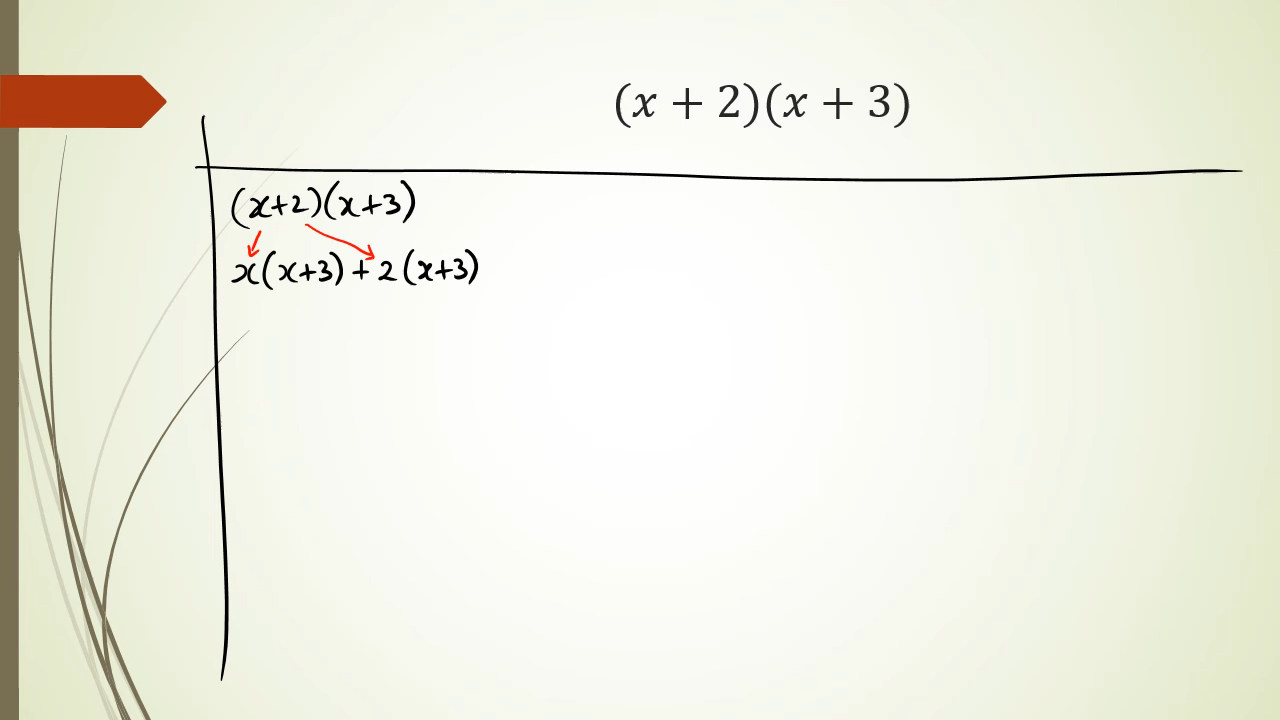 (x + 2)(x + 3)
(x+2)(x+3)
x(x+3)+2(x+3)